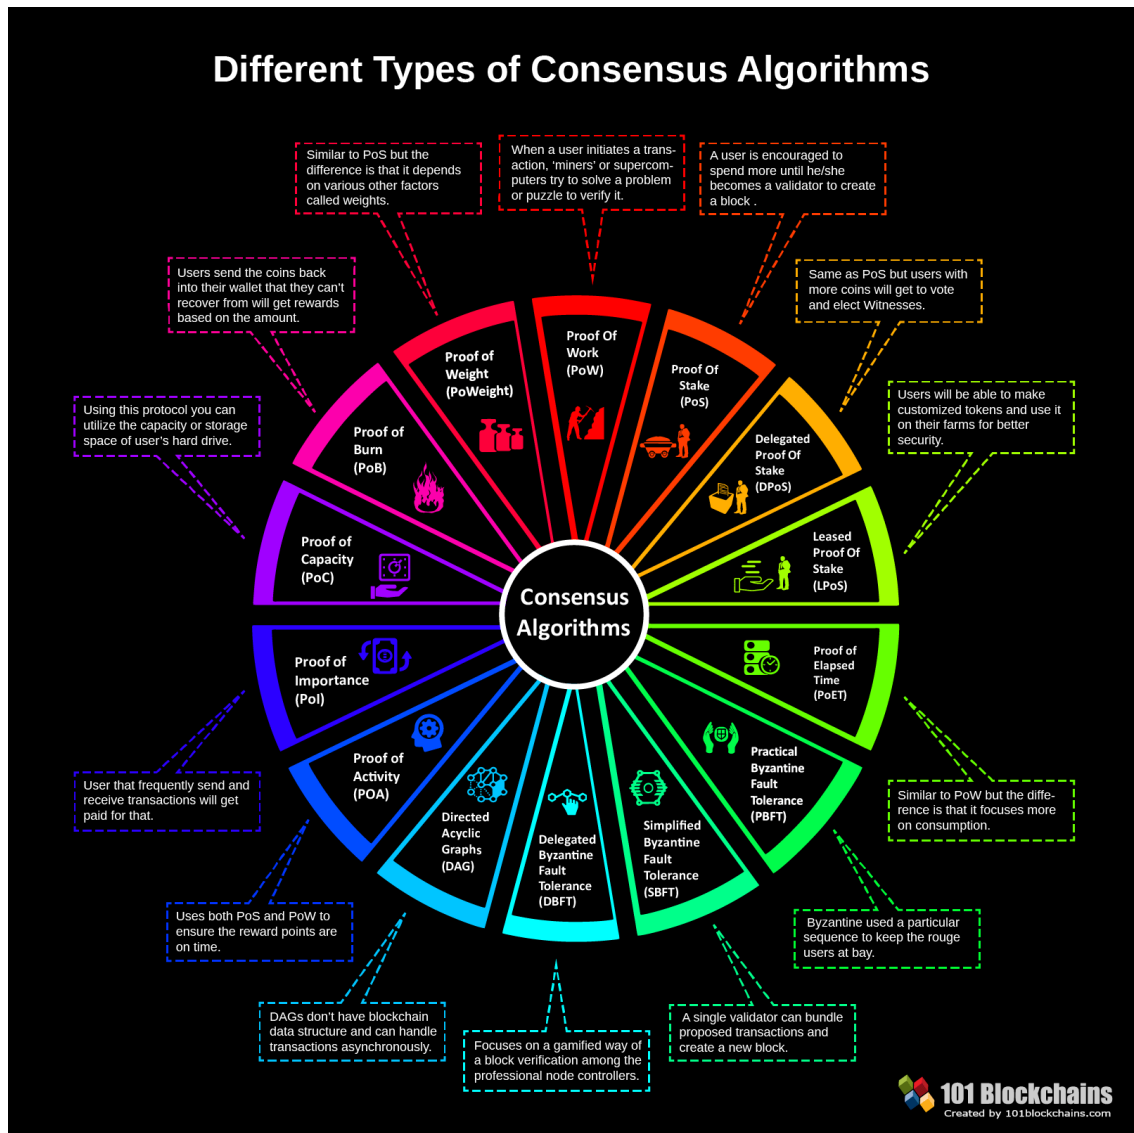 Different Types of Consensus Algorithms
When a user initiates a trans-
action, ‘miners’ or supercom-
puters try to solve a problem
or puzzle to verify it.
A user is encouraged to
spend more until he/she
becomes a validator to create
a block .
Same as PoS but users with
more coins will get to vote
and elect Witnesses.
Users will be able to make
customized tokens and use it
on their farms for better
security.
Similar to PoW but the diffe-
rence is that it focuses more
on consumption.
Byzantine used a particular
sequence to keep the rouge
users at bay.
A single validator can bundle
proposed transactions and
create a new block.
Focuses on a gamified way of
a block verification among the
professional node controllers.
DAGs don’t have blockchain
data structure and can handle
transactions asynchronously.
Uses both PoS and PoW to
ensure the reward points are
on time.
User that frequently send and
receive transactions will get
paid for that.
Using this protocol you can
utilize the capacity or storage
space of user’s hard drive.
Users send the coins back
into their wallet that they can’t
recover from will get rewards
based on the amount.
Similar to PoS but the
difference is that it depends
on various other factors
called weights.
Proof Of
Work
(PoW)
Proof Of
Stake
(PoS)
Delegated
Proof Of
Stake
(DPoS)
Leased
Proof Of
Stake
(LPoS)
Proof of
Elapsed
Time
(PoET)
Practical
Byzantine
Fault
Tolerance
(PBFT)
Simplified
Byzantine
Fault
Tolerance
(SBFT)
Delegated
Byzantine
Fault
Tolerance
(DBFT)
Directed
Acyclic
Graphs
(DAG)
Proof of
Activity
(POA)
Proof of
Importance
(PoI)
Proof of
Capacity
(PoC)
Proof of
Burn
(PoB)
Proof of
Weight
(PoWeight)
Consensus
Algorithms
101 Blockchains
Created by 101blockchains.com